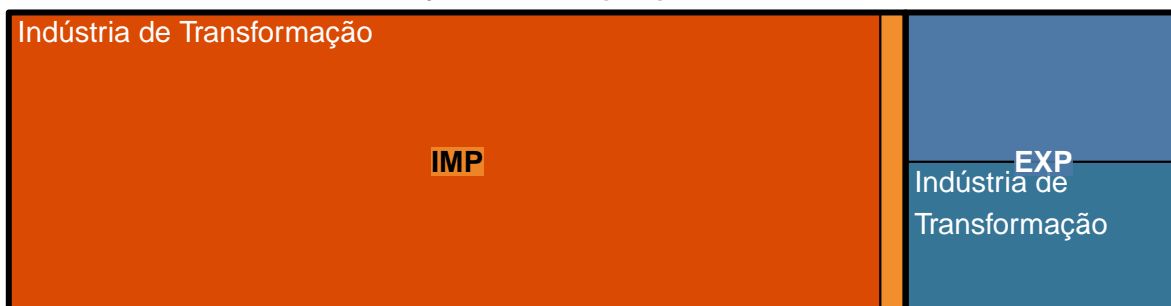 Indústria de Transformação
IMP
EXP
Indústria de
Transformação